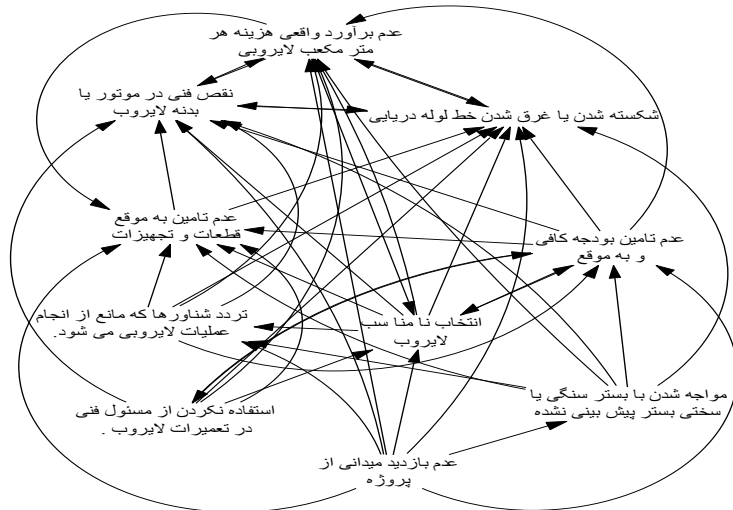 عدم برآورد واقعی هزینه هر
متر مکعب لایروبی
نقص فنی در موتور یا
بدنه لایروب
شکسته شدن یا غرق شدن خط لوله دریایی
عدم تامین به موقع
قطعات و تجهیزات
عدم تامین بودجه کافی
و به موقع
تردد شناورها که مانع از انجام
عملیات لایروبی می شود.
انتخاب نا منا سب
لایروب
مواجه شدن با بستر سنگی یا
سختی بستر پیش بینی نشده
استفاده نکردن از مسئول فنی
در تعمیرات لایروب .
عدم بازدید میدانی از
پروژه